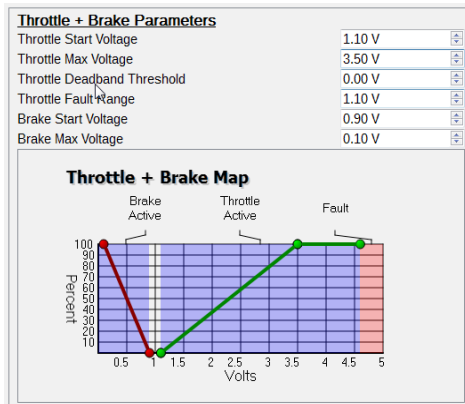 Throttle + Brake Parameters
Throttle Start Voltage 1.10 V
Throttle Max Voltage 3.50 V
Throttle Deadband Threshold 0.00 V
Throttle Fault Range 1.10 V
Brake Start Voltage 0.90 V
Brake Max Voltage 0.10 V
Throttle + Brake Map
Brake Active
Throttle Active
Fault
Percent
100
90
80
70
60
50
40
30
20
10
0.5 1 1.5 2 2.5 3 3.5 4 4.5 5
Volts